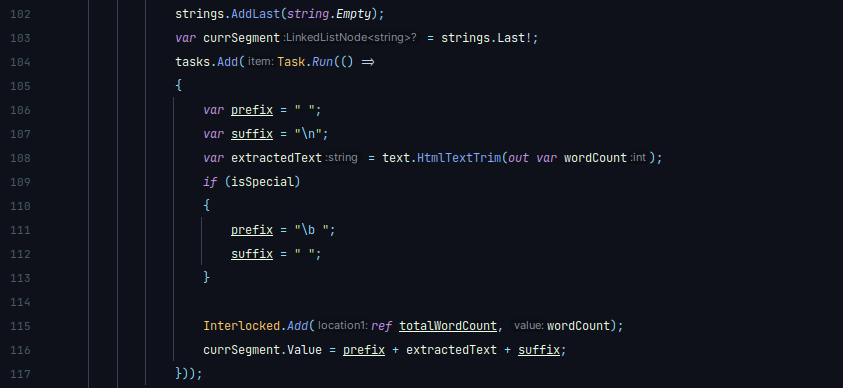 102 strings.AddLast(string.Empty);
103 var currSegment :LinkedListNode<string>? = strings.Last!;
104 tasks.Add( item: Task.Run(() =>
105 {
106 var prefix = " ";
107 var suffix = "\n";
108 var extractedText :string = text.HtmlTextTrim(out var wordCount :int );
109 if (isSpecial)
110 {
111 prefix = "\b ";
112 suffix = " ";
113 }
114
115 Interlocked.Add( location1: ref totalWordCount, value: wordCount);
116 currSegment.Value = prefix + extractedText + suffix;
117 }));